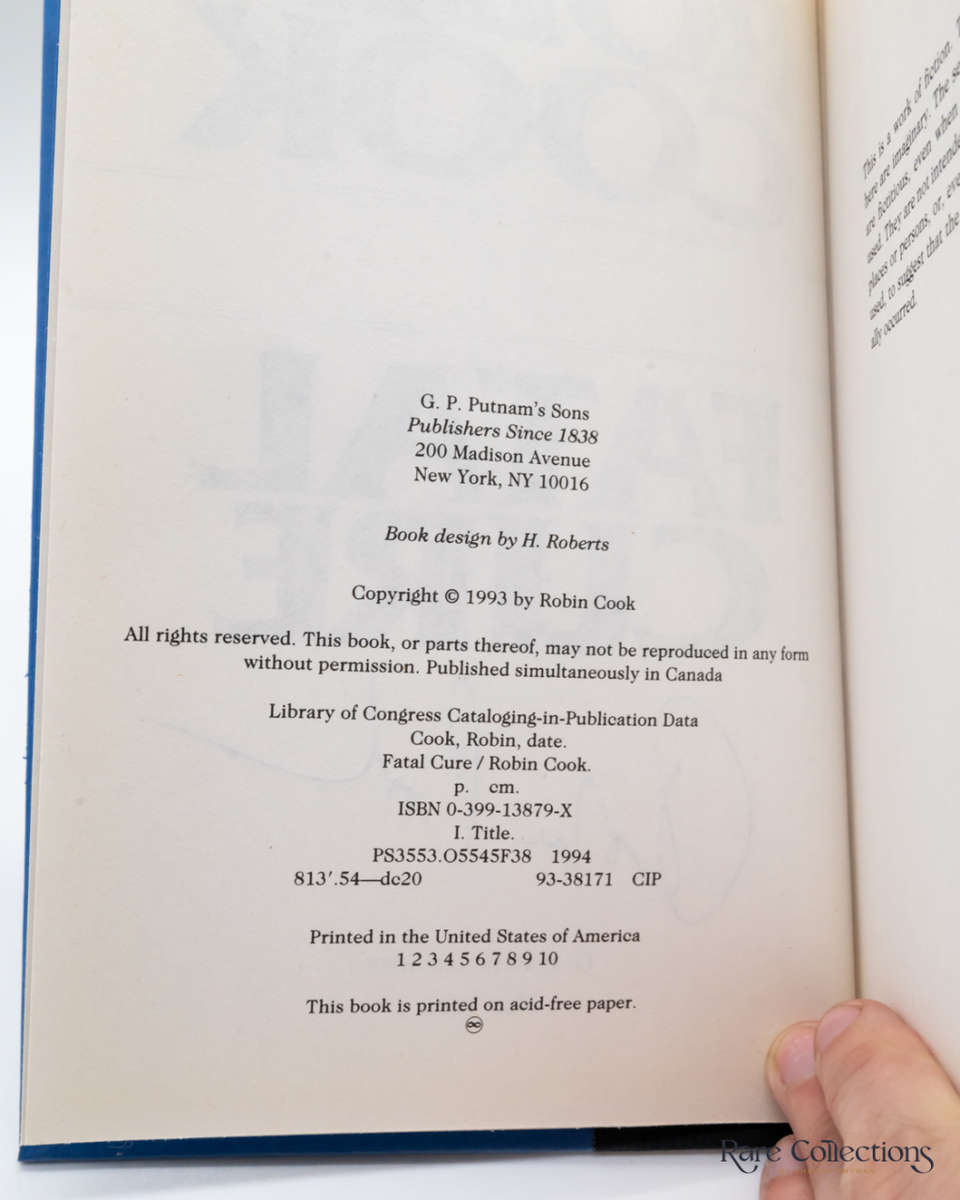 G. P. Putnam's Sons
Publishers Since 1838
200 Madison Avenue
New York, NY 10016
Book design by H. Roberts
Copyright © 1993 by Robin Cook
All rights reserved. This book, or parts thereof, may not be reproduced in any form
without permission. Published simultaneously in Canada
Library of Congress Cataloging-in-Publication Data
Cook, Robin, date.
Fatal Cure / Robin Cook.
p. cm.
ISBN 0-399-13879-X
I. Title.
PS3553.O5545F38 1994
813'.54—dc20 93-38171 CIP
Printed in the United States of America
1 2 3 4 5 6 7 8 9 10
This book is printed on acid-free paper.
This is a work of fiction.
here are imaginary. The
are fictitious, even when
used. They are not
places or persons, or,
used, to suggest that the
ally occurred.
Rare Collections